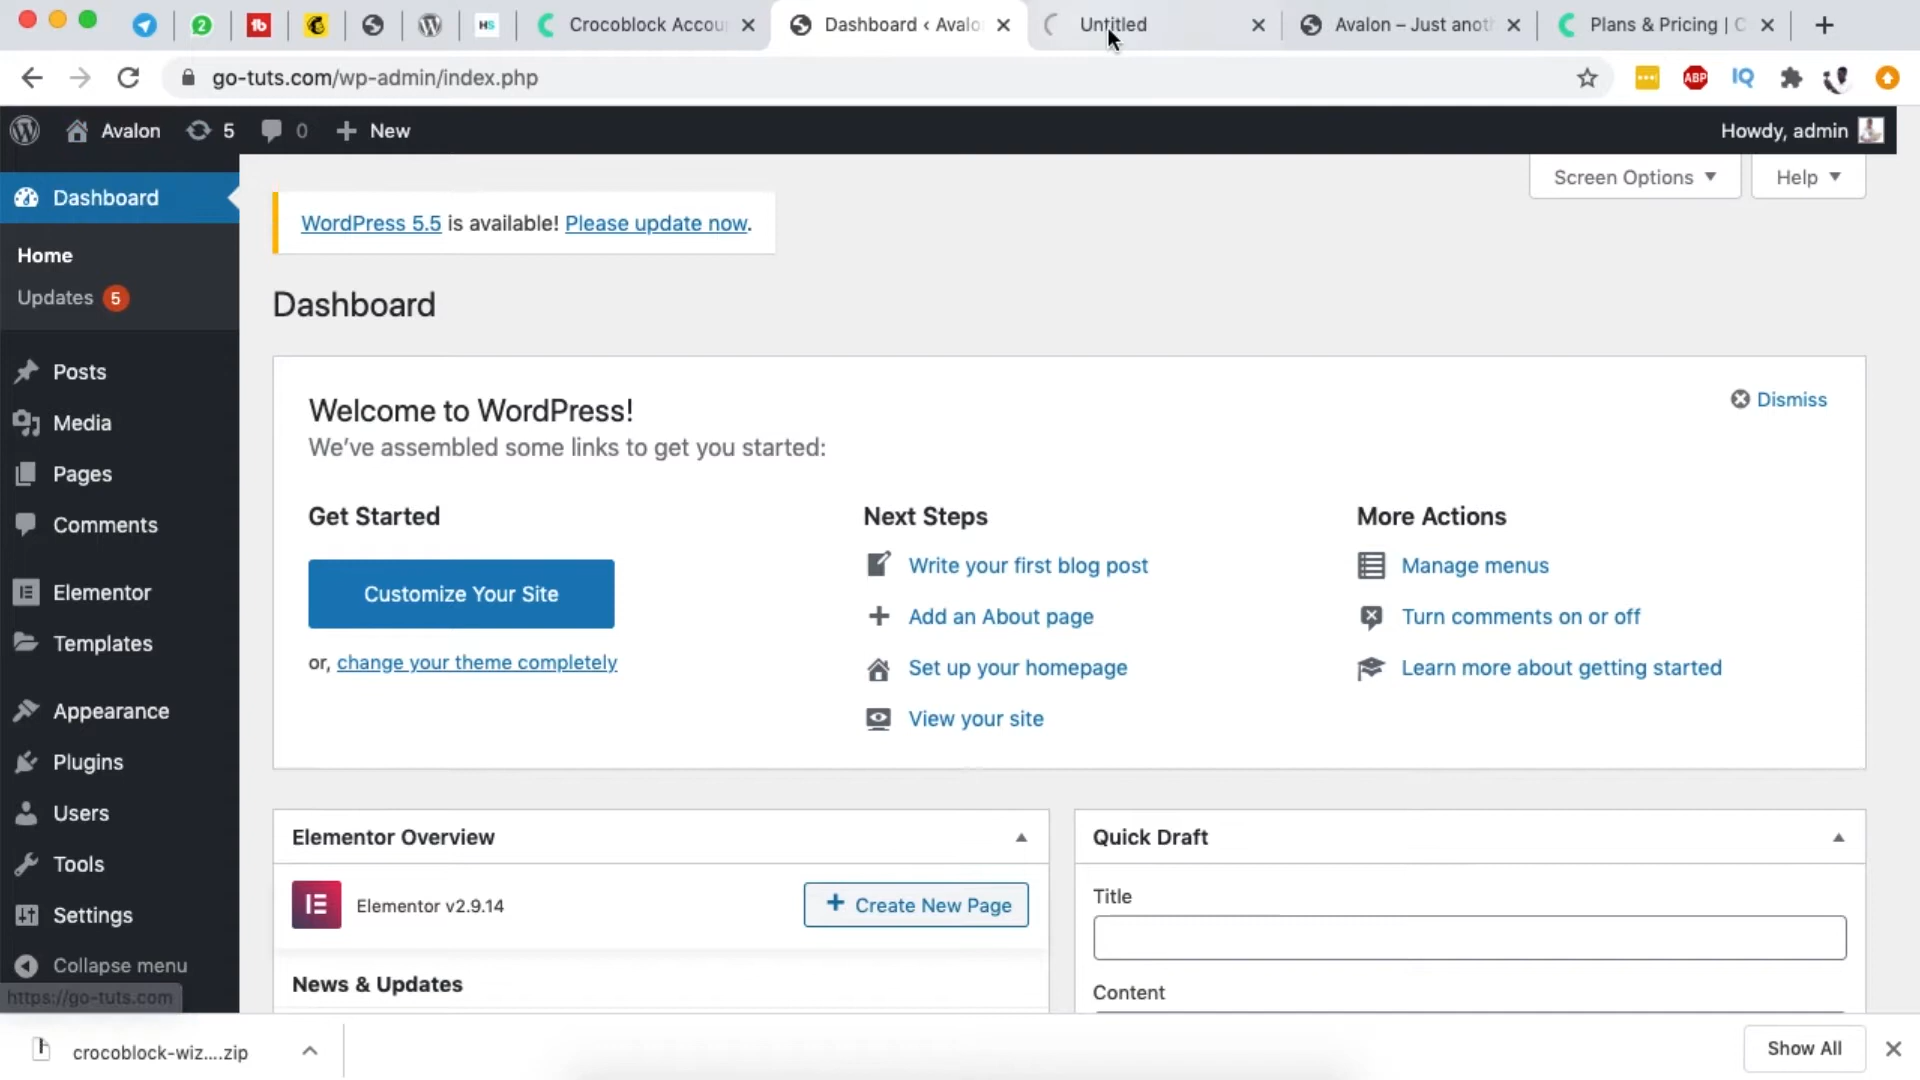 2
1b
HS
Crocoblock Accou
Dashboard ‹ Avalo
Untitled
Avalon – Just anoth
Plans & Pricing | C
go-tuts.com/wp-admin/index.php
ABP
IQ
Avalon
5
0
New
Howdy, admin
Dashboard
Home
Updates 5
Posts
Media
Pages
Comments
Elementor
Templates
Appearance
Plugins
Users
Tools
Settings
Collapse menu
https://go-tuts.com
Screen Options
Help
WordPress 5.5 is available! Please update now.
Dashboard
Welcome to WordPress!
We've assembled some links to get you started:
Dismiss
Get Started
Customize Your Site
or, change your theme completely
Next Steps
Write your first blog post
Add an About page
Set up your homepage
View your site
More Actions
Manage menus
Turn comments on or off
Learn more about getting started
Elementor Overview
Elementor v2.9.14
Create New Page
News & Updates
Quick Draft
Title
Content
crocoblock-wiz....zip
Show All